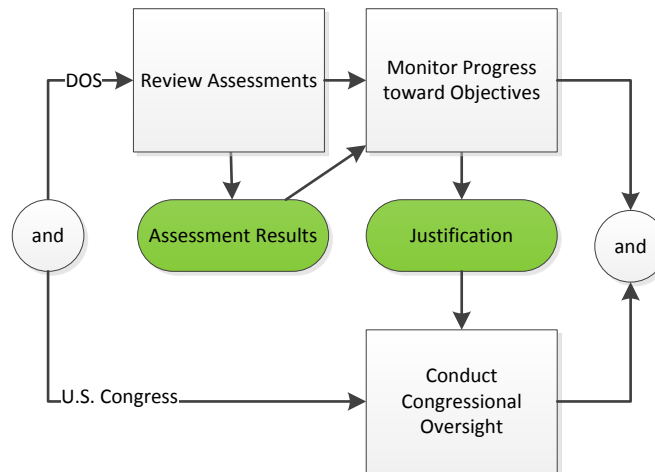 DOS
Review Assessments
Monitor Progress
toward Objectives
and
Assessment Results
Justification
and
U.S. Congress
Conduct
Congressional
Oversight